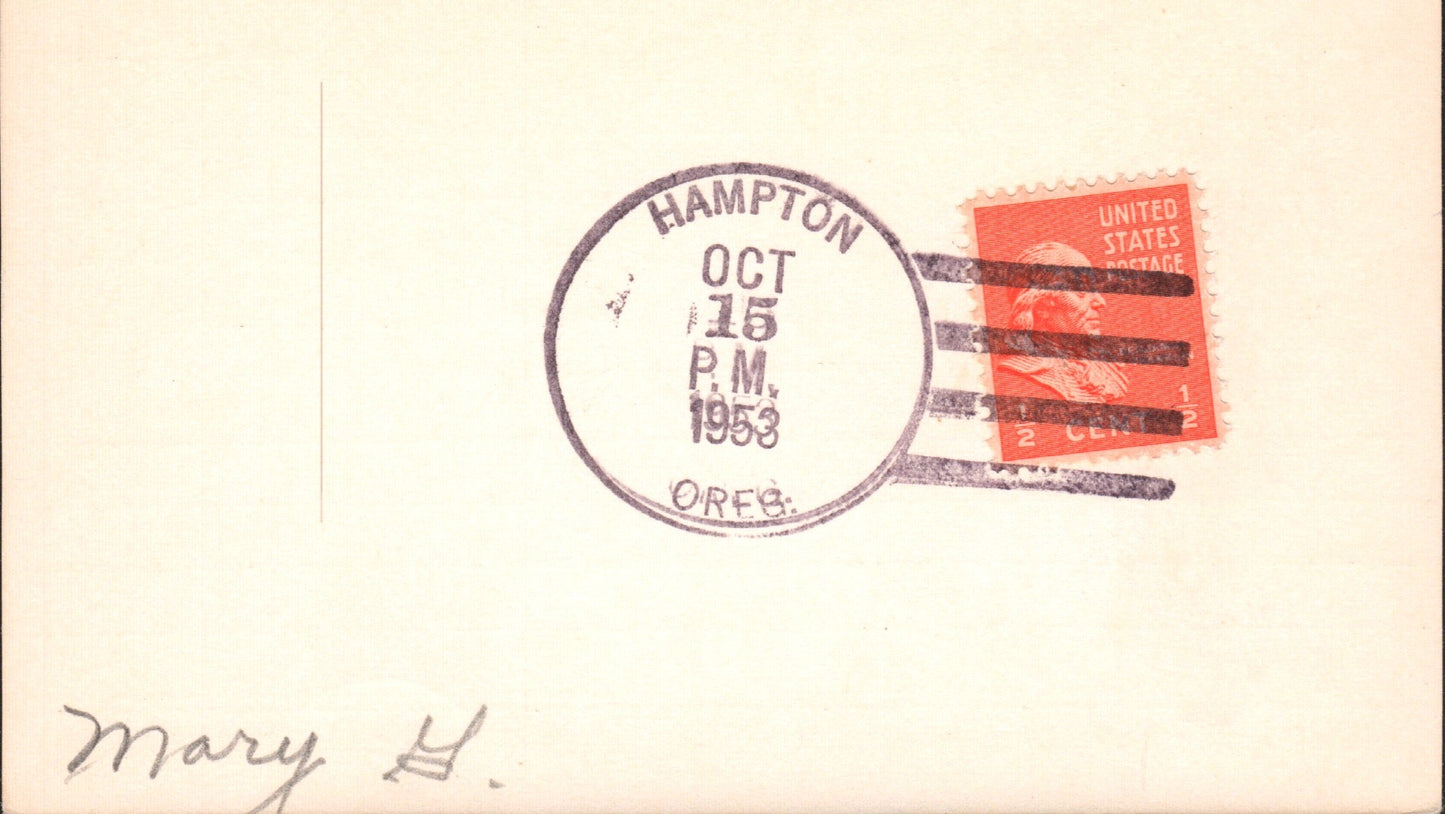 HAMPTON
OCT
15
P.M.
1953
OREG.
UNITED
STATES
POSTAGE
1/2 CENT 1/2
Mary G.